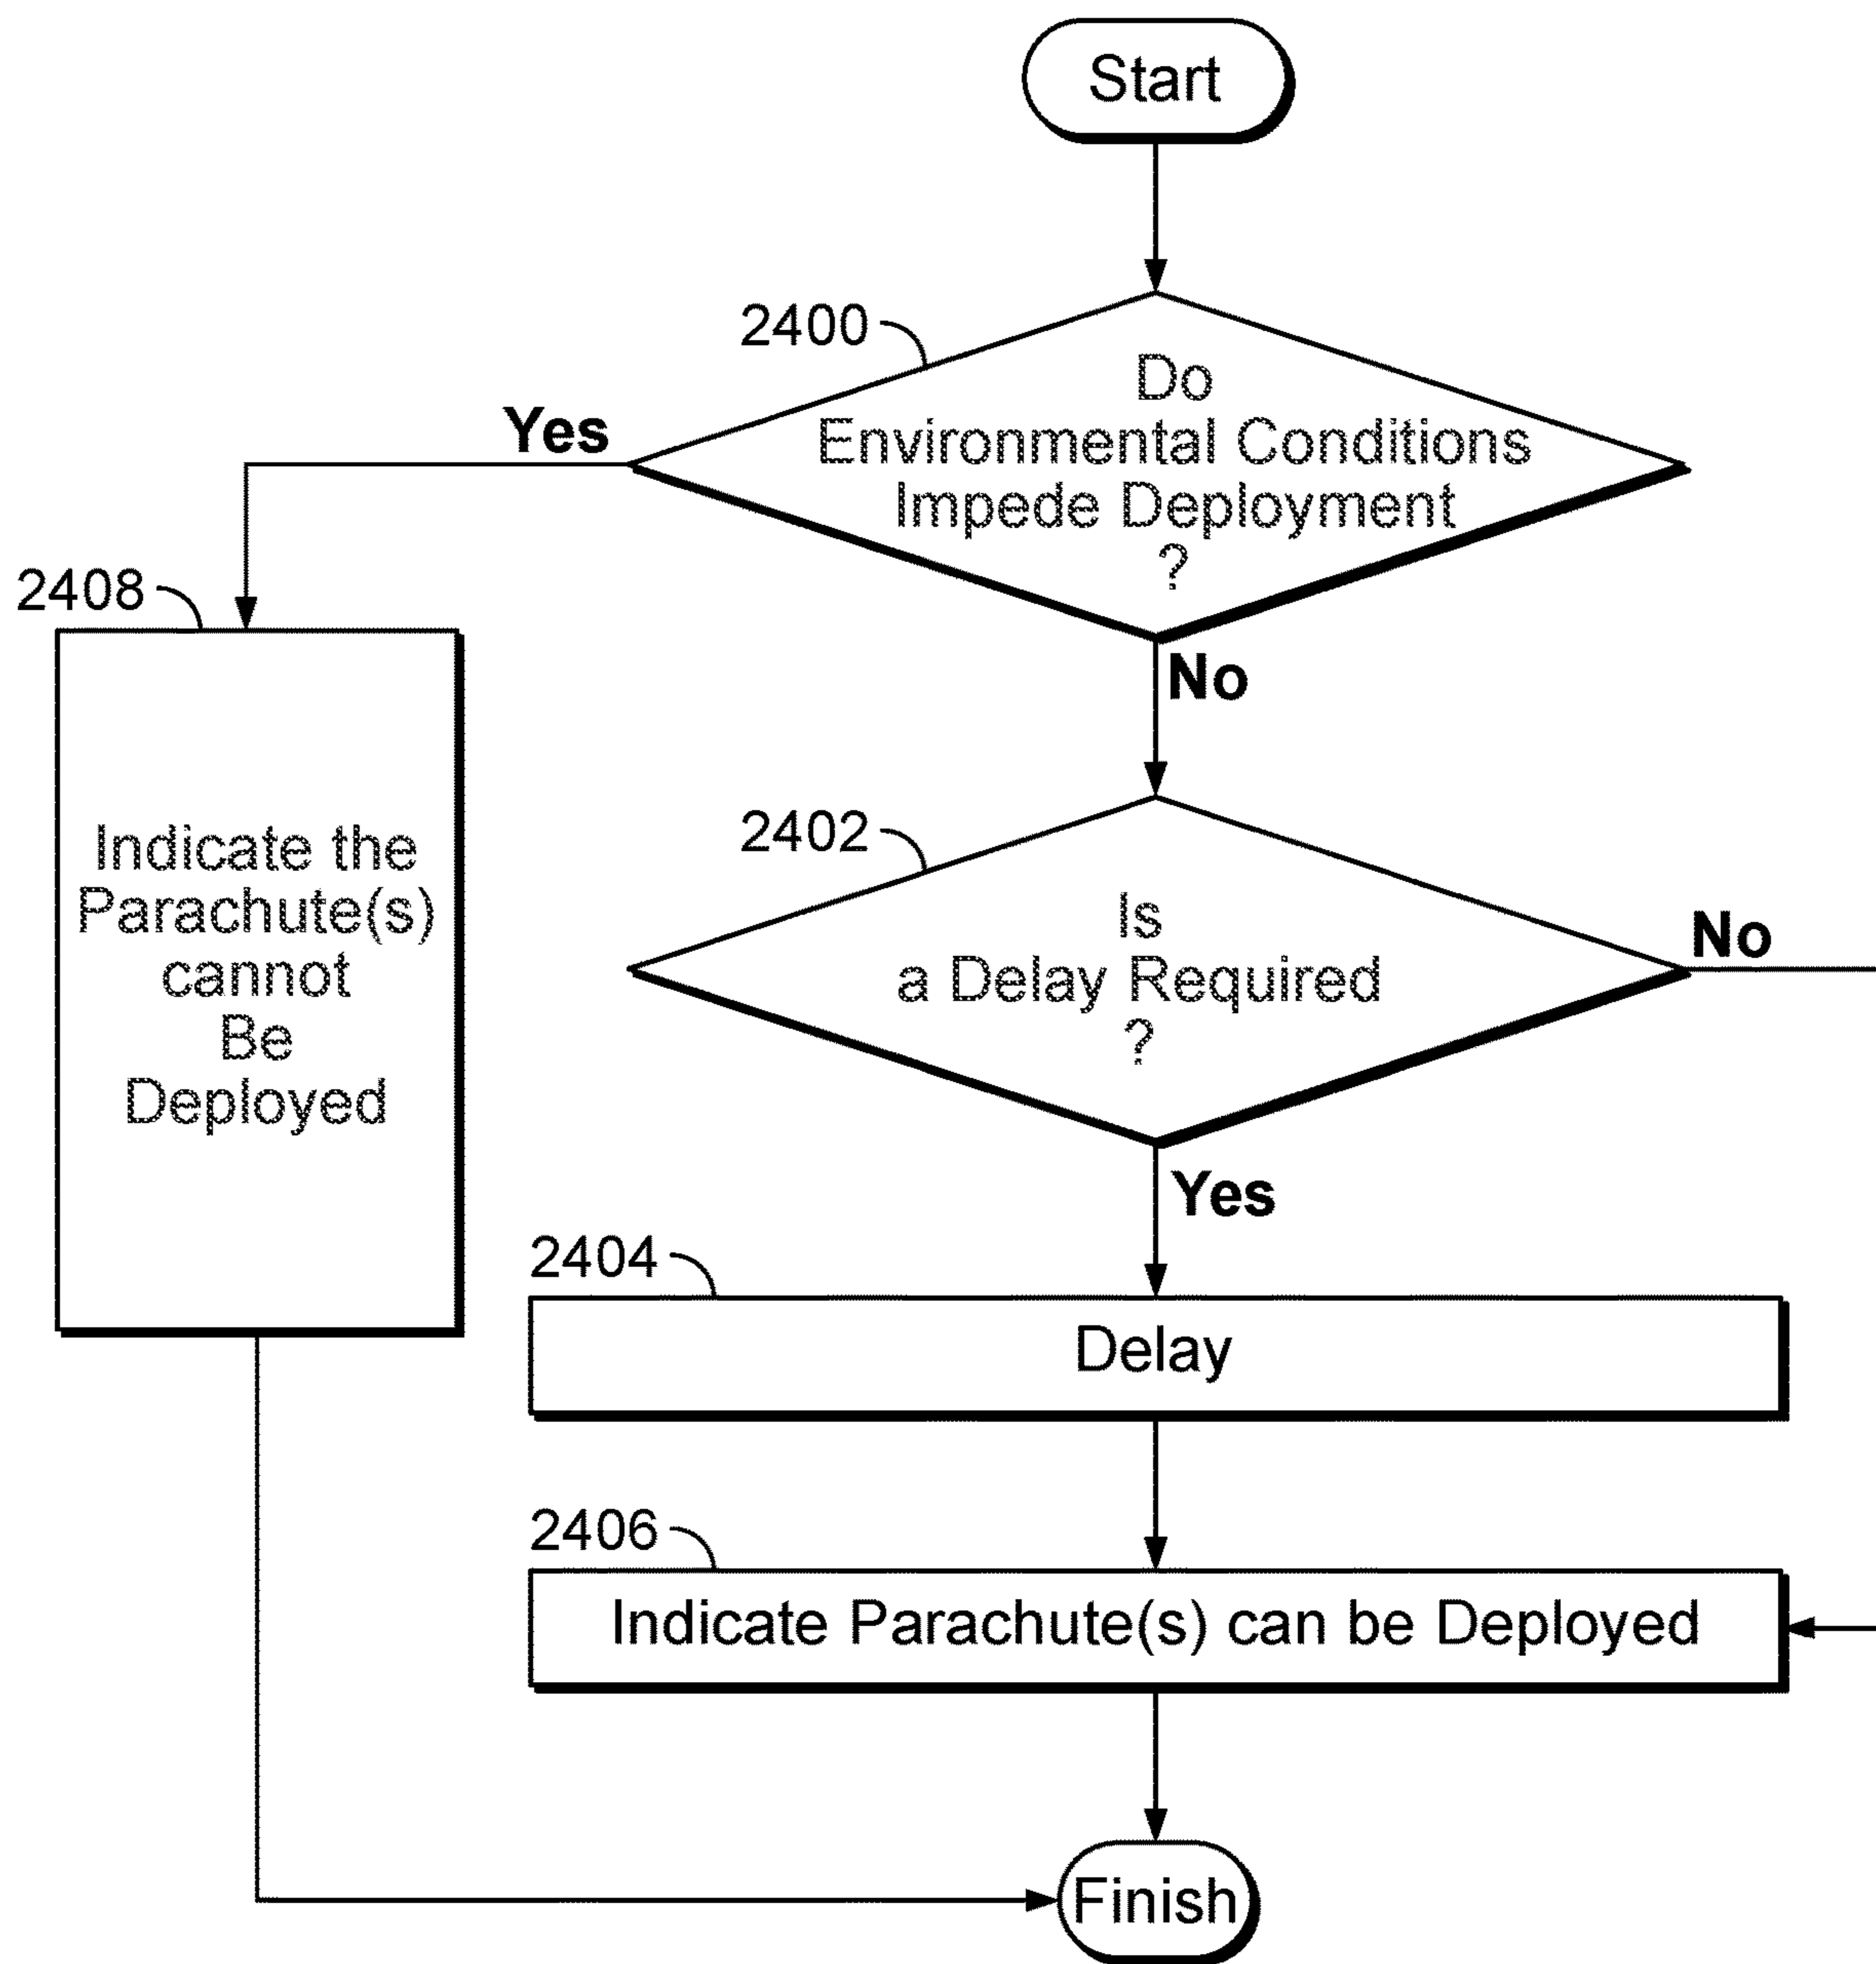 Start
2400
Do
Environmental Conditions
Impede Deployment
?
Yes
No
2408
Indicate the
Parachute(s)
cannot
Be
Deployed
2402
Is
a Delay Required
?
No
Yes
2404
Delay
2406
Indicate Parachute(s) can be Deployed
Finish